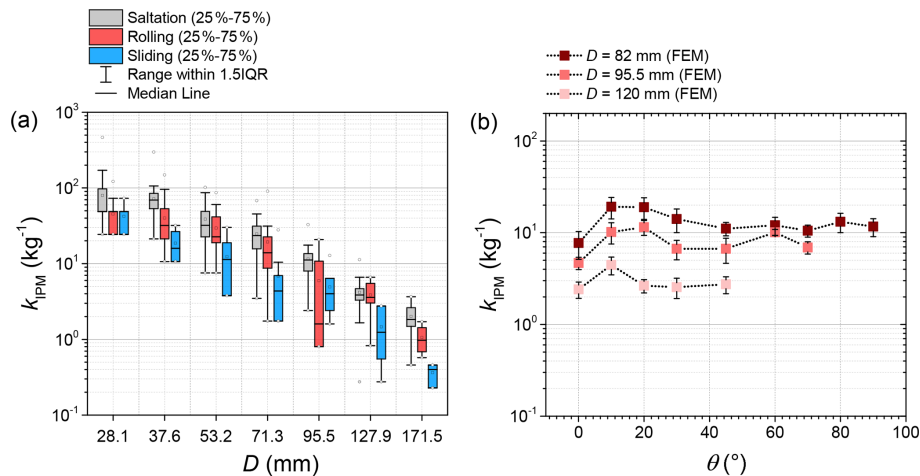 Saltation (25%-75%)
Rolling (25%-75%)
Sliding (25%-75%)
Range within 1.5IQR
Median Line
(a)
10³
10²
10¹
10⁰
10⁻¹
k_IPM (kg⁻¹)
28.1 37.6 53.2 71.3 95.5 127.9 171.5
D (mm)
D = 82 mm (FEM)
D = 95.5 mm (FEM)
D = 120 mm (FEM)
(b)
10²
10¹
10⁰
10⁻¹
k_IPM (kg⁻¹)
0 20 40 60 80 100
θ (°)